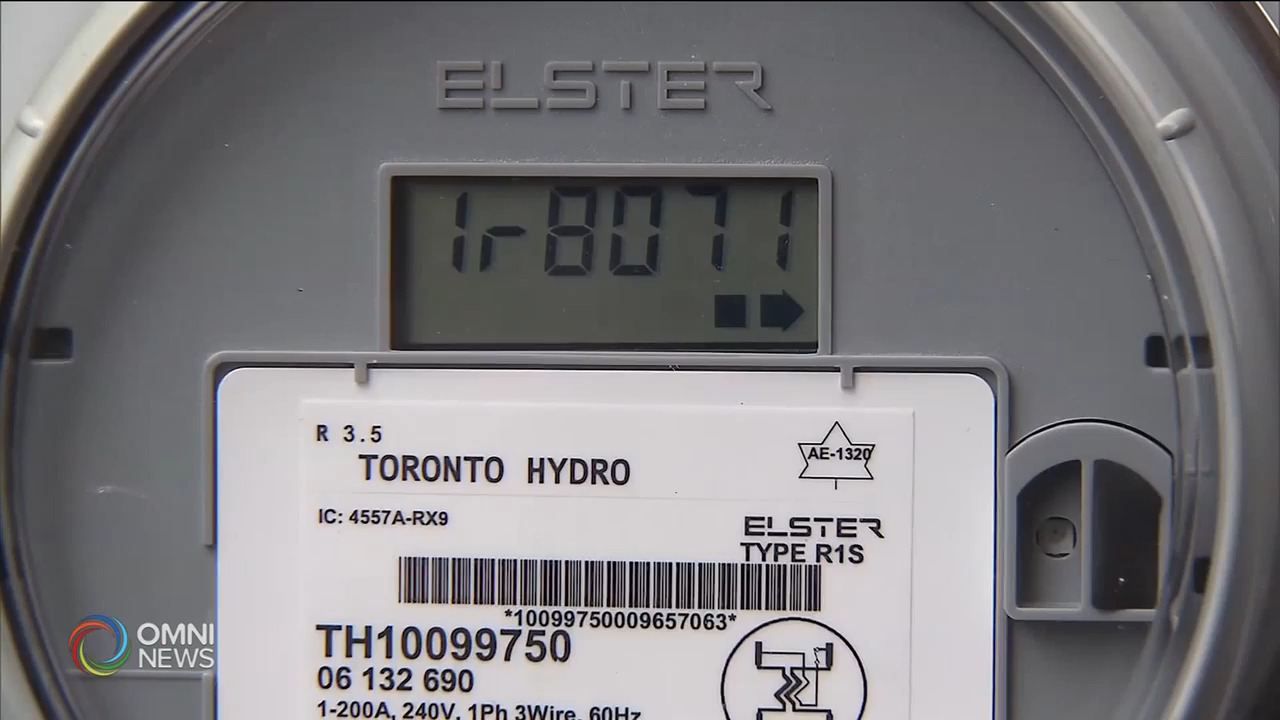 ELSTER
1r8071
R 3.5
TORONTO HYDRO
AE-1320
IC: 4557A-RX9
ELSTER
TYPE R1S
*10099750009657063*
TH10099750
06 132 690
1-200A, 240V, 1Ph 3Wire, 60Hz
OMNI
NEWS